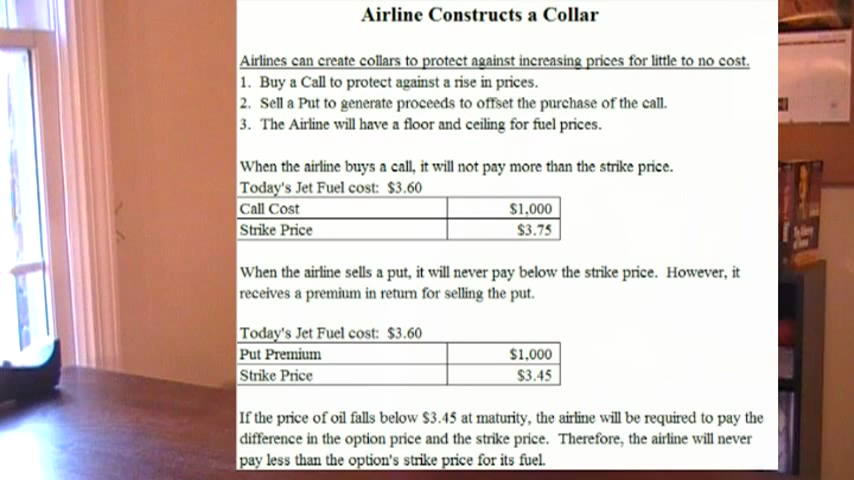 Airline Constructs a Collar
Airlines can create collars to protect against increasing prices for little to no cost.
1. Buy a Call to protect against a rise in prices.
2. Sell a Put to generate proceeds to offset the purchase of the call.
3. The Airline will have a floor and ceiling for fuel prices.
When the airline buys a call, it will not pay more than the strike price.
Today's Jet Fuel cost: $3.60
Call Cost $1,000
Strike Price $3.75
When the airline sells a put, it will never pay below the strike price. However, it
receives a premium in return for selling the put.
Today's Jet Fuel cost: $3.60
Put Premium $1,000
Strike Price $3.45
If the price of oil falls below $3.45 at maturity, the airline will be required to pay the
difference in the option price and the strike price. Therefore, the airline will never
pay less than the option's strike price for its fuel.